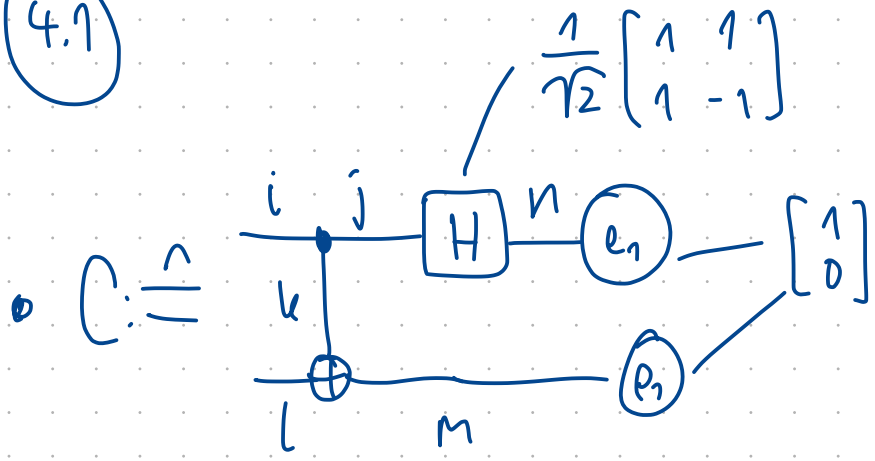 4.1
1/√2 [1 1
1 -1]
i j H n e₁ [1
0]
C :=^
k
e₁
l m